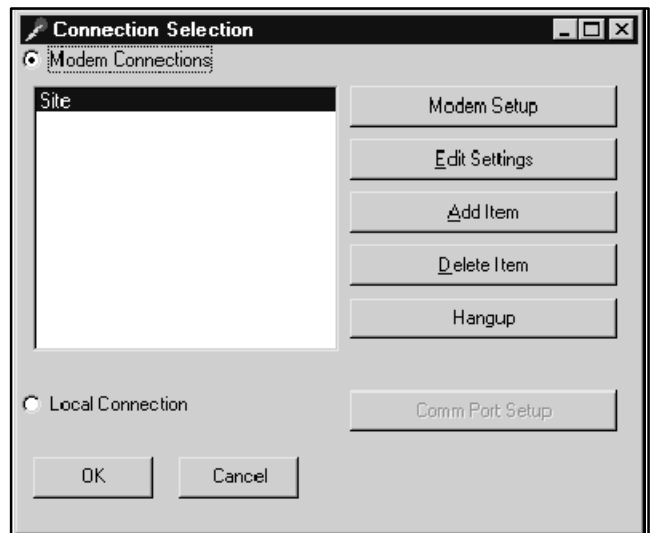 Connection Selection
Modem Connections
Site
Modem Setup
Edit Settings
Add Item
Delete Item
Hangup
Local Connection
Comm Port Setup
OK
Cancel